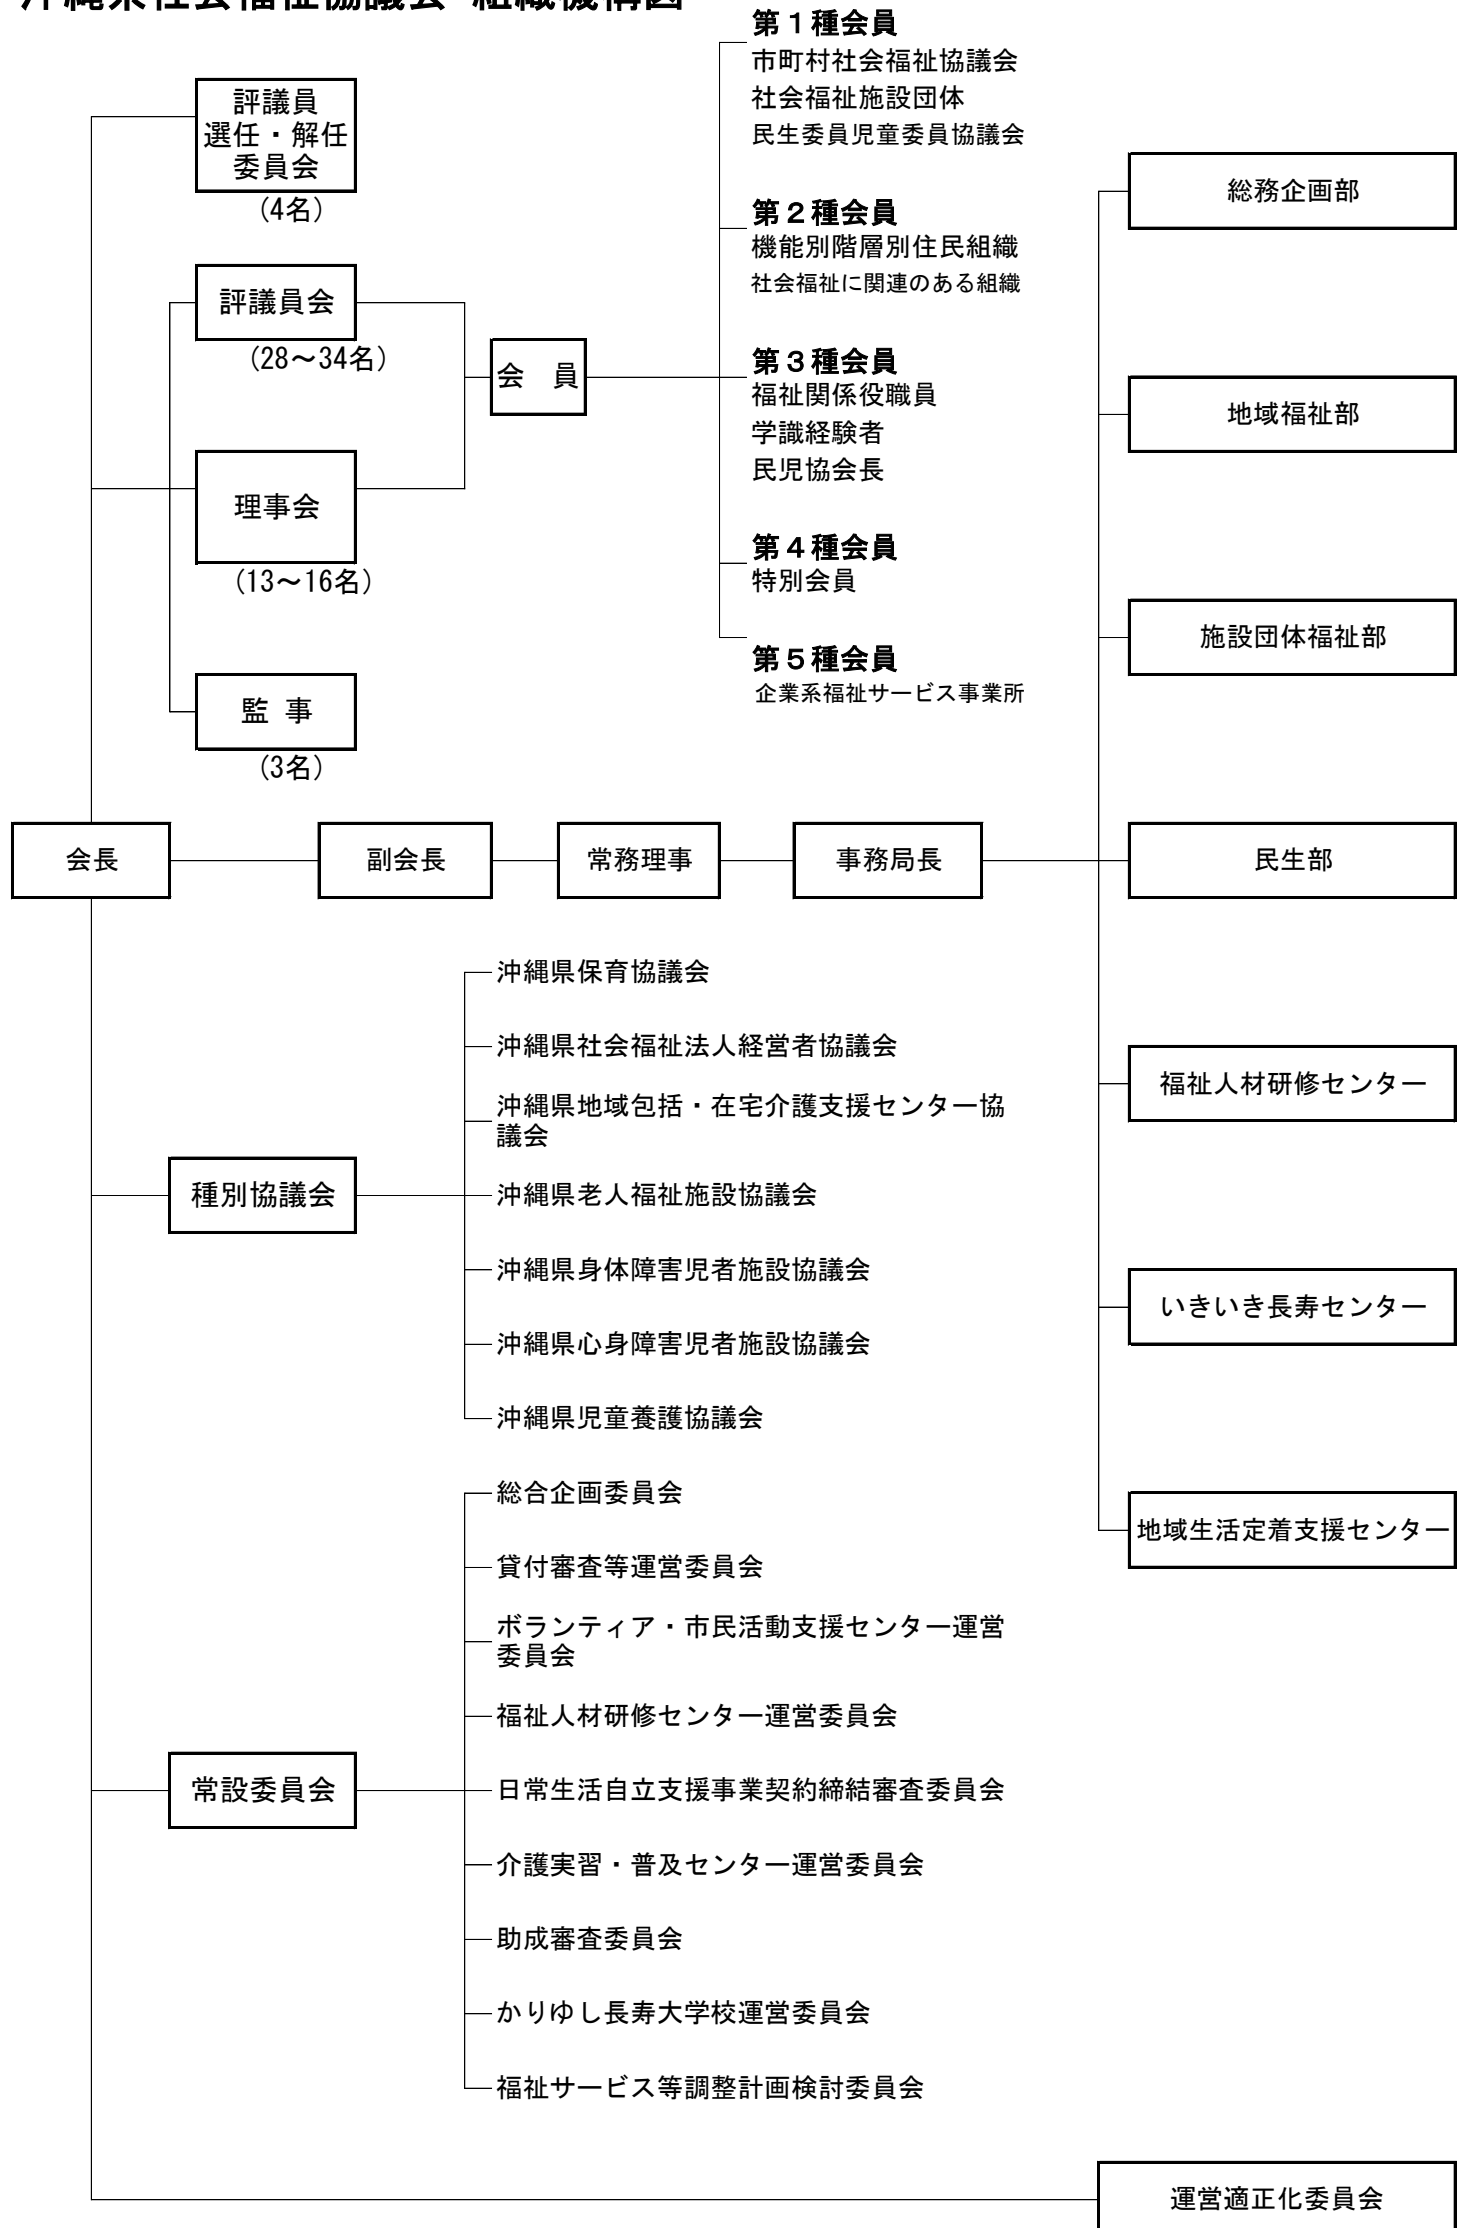 沖縄県社会福祉協議会 組織機構図
評議員
選任・解任
委員会
(4名)
評議員会
(28～34名)
理事会
(13～16名)
監 事
(3名)
会　員
第１種会員
市町村社会福祉協議会
社会福祉施設団体
民生委員児童委員協議会
第２種会員
機能別階層別住民組織
社会福祉に関連のある組織
第３種会員
福祉関係役職員
学識経験者
民児協会長
第４種会員
特別会員
第５種会員
企業系福祉サービス事業所
会長
副会長
常務理事
事務局長
総務企画部
地域福祉部
施設団体福祉部
民生部
福祉人材研修センター
いきいき長寿センター
地域生活定着支援センター
種別協議会
沖縄県保育協議会
沖縄県社会福祉法人経営者協議会
沖縄県地域包括・在宅介護支援センター協
議会
沖縄県老人福祉施設協議会
沖縄県身体障害児者施設協議会
沖縄県心身障害児者施設協議会
沖縄県児童養護協議会
常設委員会
総合企画委員会
貸付審査等運営委員会
ボランティア・市民活動支援センター運営
委員会
福祉人材研修センター運営委員会
日常生活自立支援事業契約締結審査委員会
介護実習・普及センター運営委員会
助成審査委員会
かりゆし長寿大学校運営委員会
福祉サービス等調整計画検討委員会
運営適正化委員会